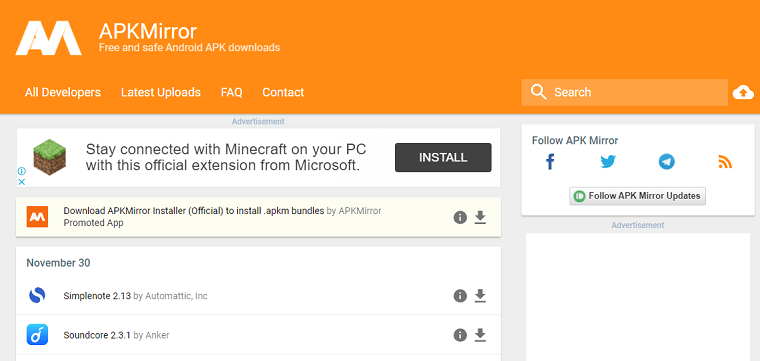 APKMirror
Free and safe Android APK downloads
All Developers Latest Uploads FAQ Contact
Search
Advertisement
Stay connected with Minecraft on your PC
with this official extension from Microsoft.
INSTALL
Download APKMirror Installer (Official) to install .apkm bundles by APKMirror
Promoted App
November 30
Simplenote 2.13 by Automattic, Inc
Soundcore 2.3.1 by Anker
Follow APK Mirror
Follow APK Mirror Updates
Advertisement